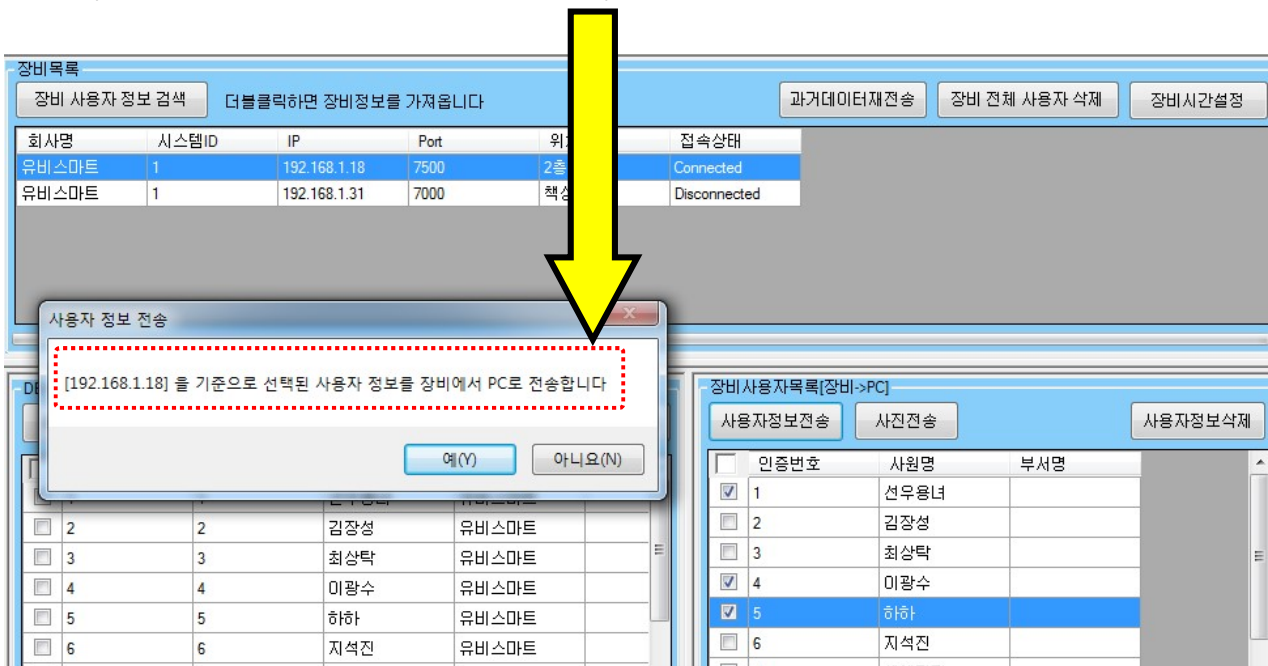 장비목록
장비 사용자 정보 검색 더블클릭하면 장비정보를 가져옵니다 과거데이터재전송 장비 전체 사용자 삭제 장비시간설정
회사명 시스템ID IP Port 접속상태
유비스마트 1 192.168.1.18 7500 2층 Connected
유비스마트 1 192.168.1.31 7000 Disconnected
사용자 정보 전송
[192.168.1.18] 을 기준으로 선택된 사용자 정보를 장비에서 PC로 전송합니다
예(Y) 아니요(N)
2 2 김장성 유비스마트
3 3 최상탁 유비스마트
4 4 이광수 유비스마트
5 5 하하 유비스마트
6 6 지석진 유비스마트
장비사용자목록[장비->PC]
사용자정보전송 사진전송 사용자정보삭제
인증번호 사원명 부서명
1 선우용녀
2 김장성
3 최상탁
4 이광수
5 하하
6 지석진